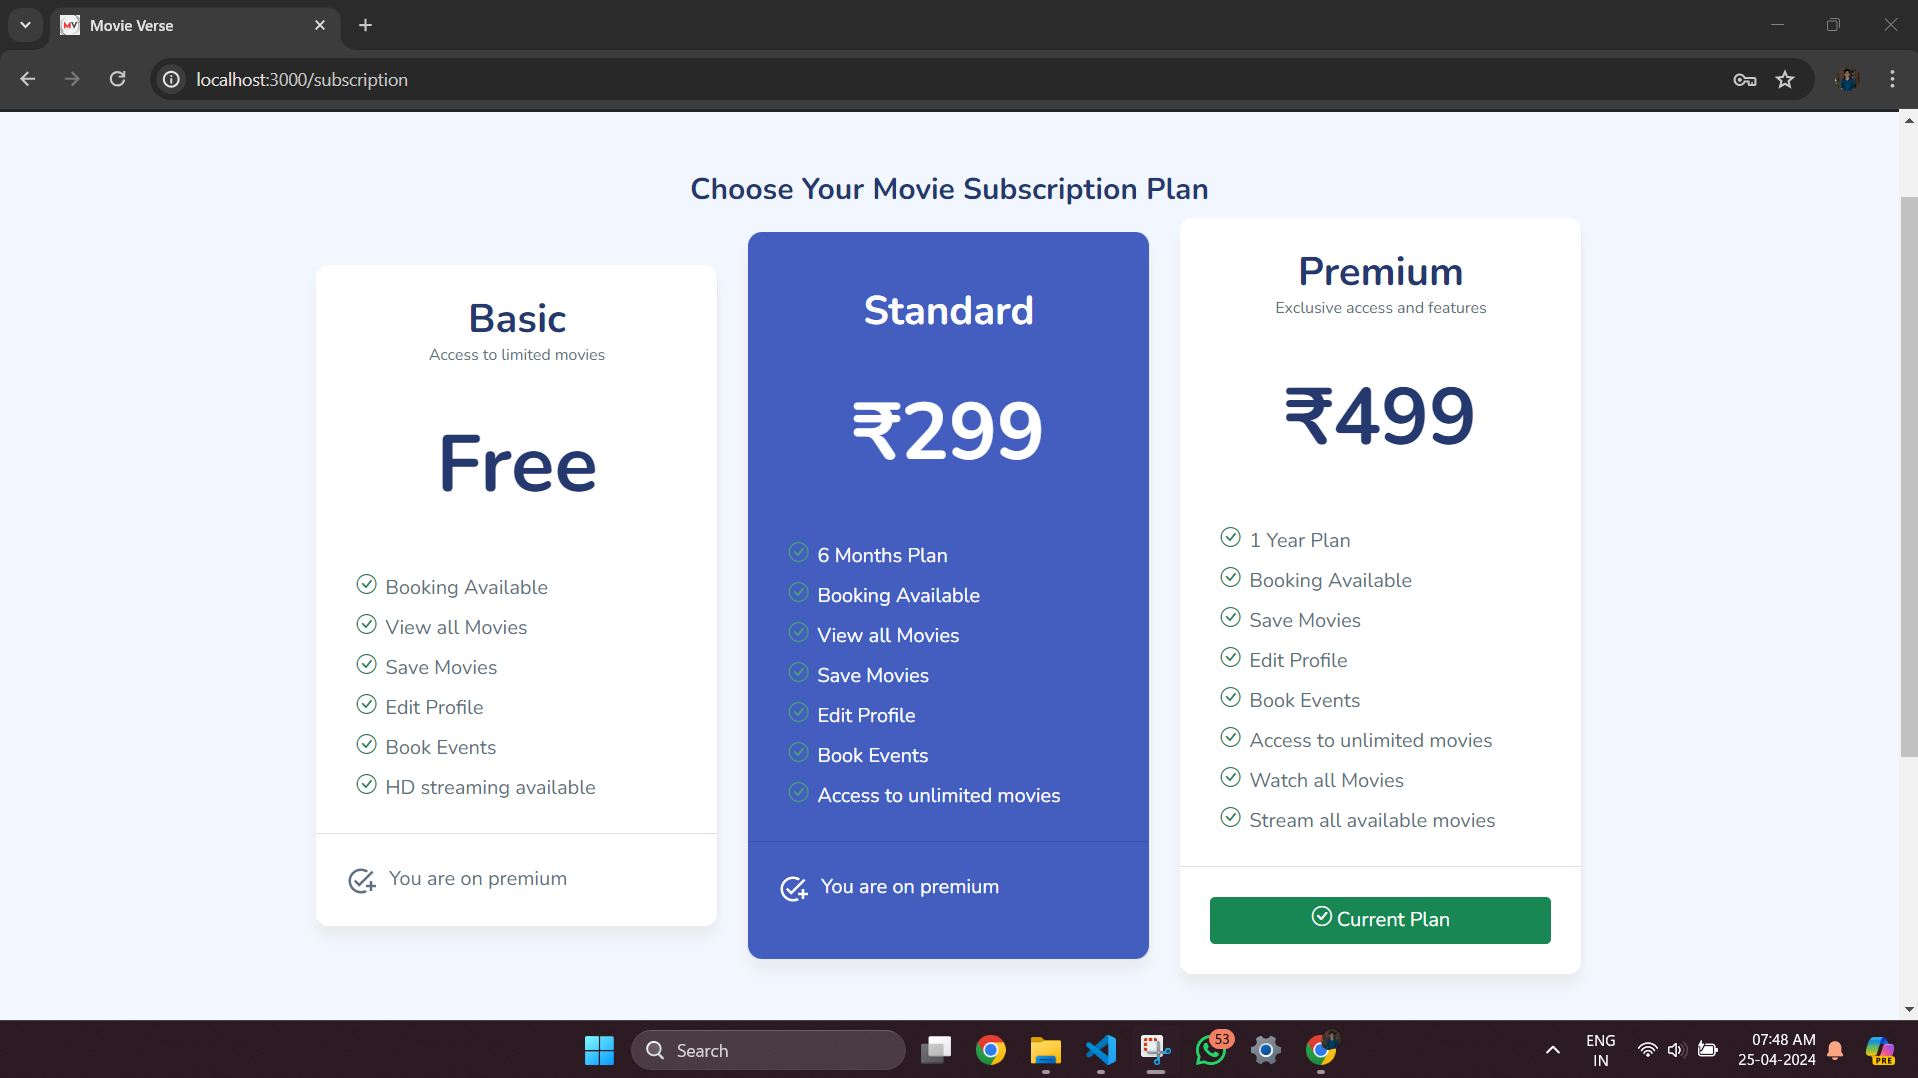 Movie Verse
localhost:3000/subscription
Choose Your Movie Subscription Plan
Basic
Access to limited movies
Free
Booking Available
View all Movies
Save Movies
Edit Profile
Book Events
HD streaming available
You are on premium
Standard
₹299
6 Months Plan
Booking Available
View all Movies
Save Movies
Edit Profile
Book Events
Access to unlimited movies
You are on premium
Premium
Exclusive access and features
₹499
1 Year Plan
Booking Available
Save Movies
Edit Profile
Book Events
Access to unlimited movies
Watch all Movies
Stream all available movies
Current Plan
Search
53
ENG
IN
07:48 AM
25-04-2024
PRE